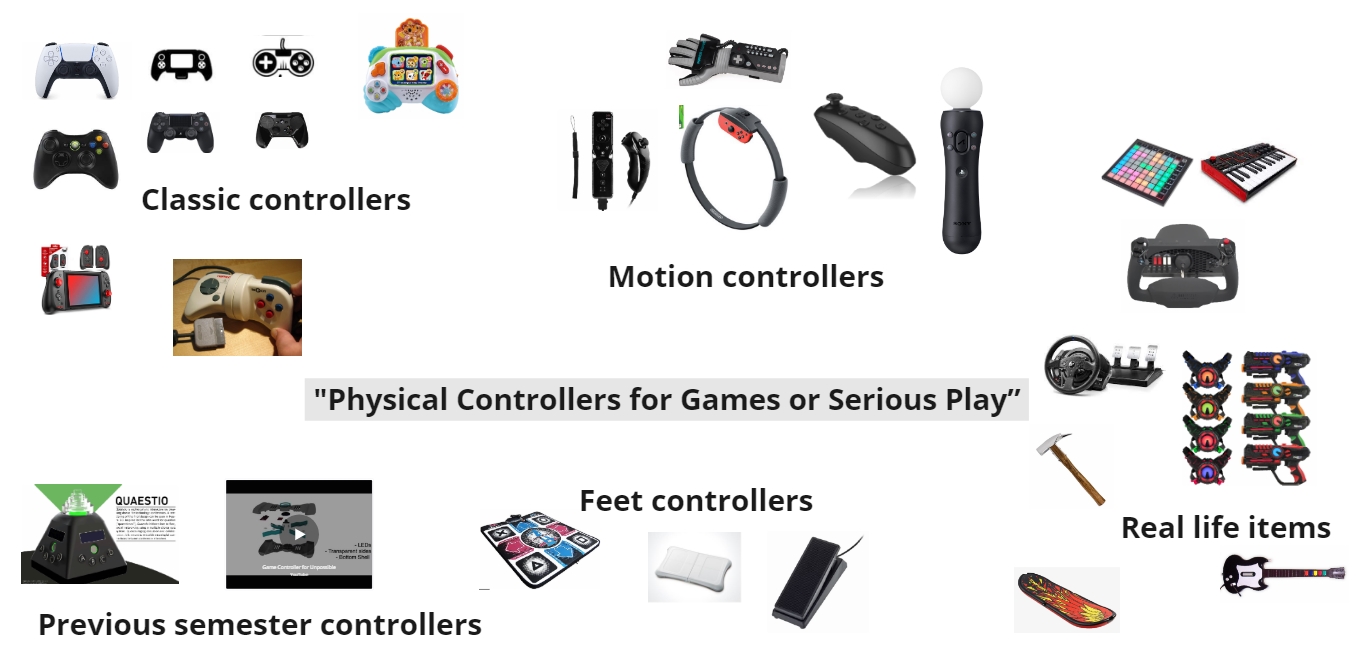 Classic controllers
Motion controllers
"Physical Controllers for Games or Serious Play”
Feet controllers
Real life items
QUAESTIO
- LEDs
- Transparent sides
- Bottom Shell
Game Controller for Unpossible
YouTube
Previous semester controllers